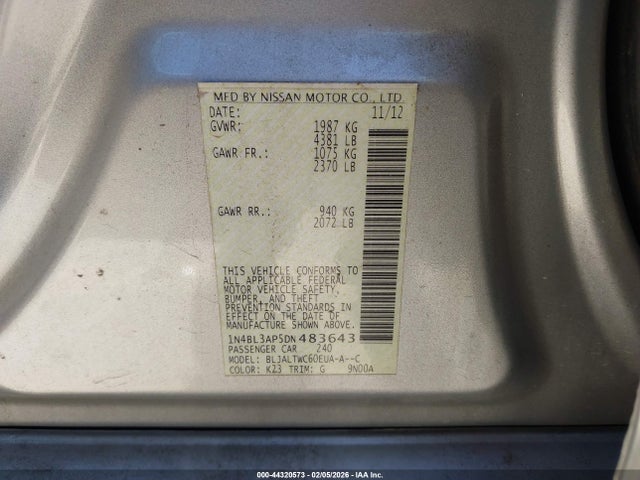 MFD BY NISSAN MOTOR CO., LTD.
DATE: 11/12
GVWR: 1987 KG
4381 LB
GAWR FR.: 1075 KG
2370 LB
GAWR RR.: 940 KG
2072 LB
THIS VEHICLE CONFORMS TO
ALL APPLICABLE FEDERAL
MOTOR VEHICLE SAFETY,
BUMPER, AND THEFT
PREVENTION STANDARDS IN
EFFECT ON THE DATE OF
MANUFACTURE SHOWN ABOVE.
1N4BL3AP5DN483643
PASSENGER CAR 240
MODEL: BLJALTWC60EUA-A--C
COLOR: K23 TRIM: G 9N00A
000-44320573 — 02/05/2026 — IAA Inc.